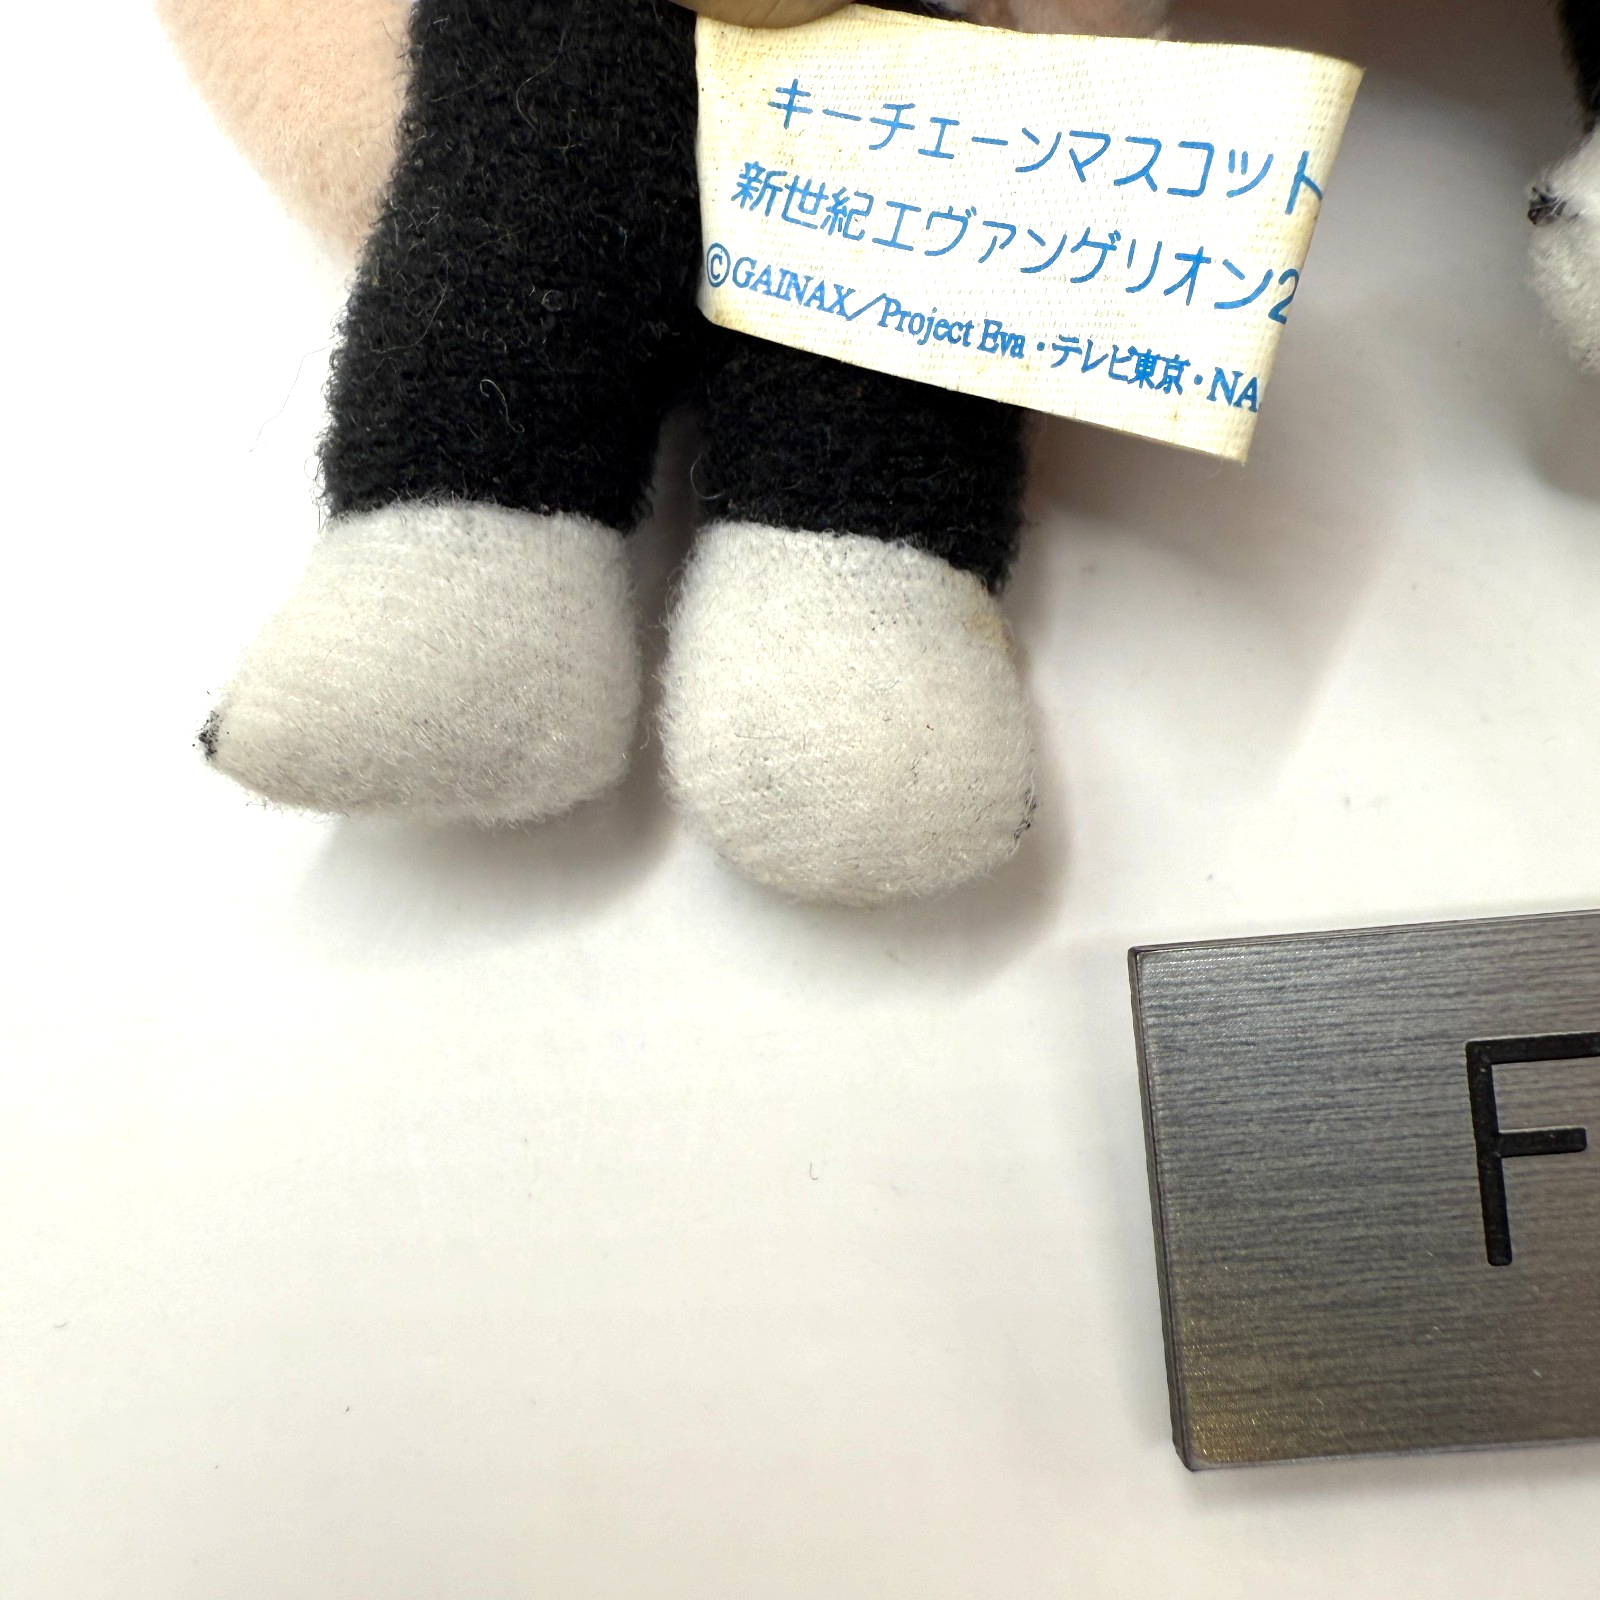 キーチェーンマスコット
新世紀エヴァンゲリオン2
©GAINAX/Project Eva・テレビ東京・NA
F